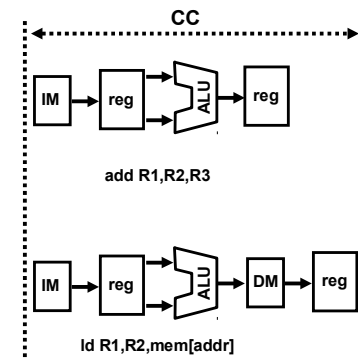 CC
IM
reg
ALU
reg
add R1,R2,R3
IM
reg
ALU
DM
reg
ld R1,R2,mem[addr]